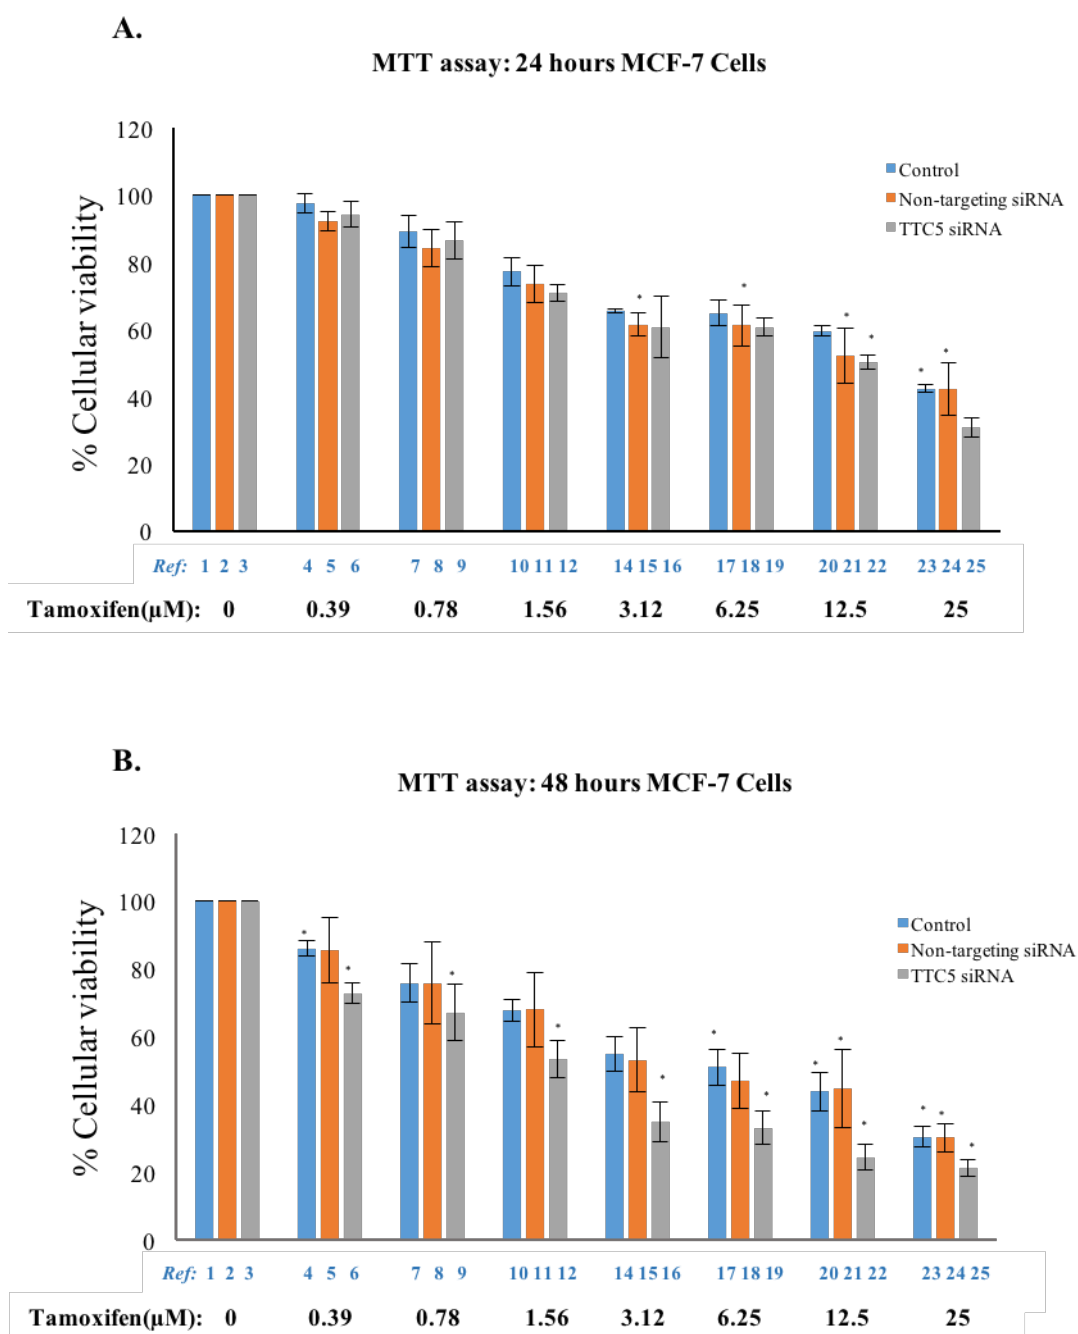 A.
MTT assay: 24 hours MCF-7 Cells
% Cellular viability
120
100
80
60
40
20
0
Control
Non-targeting siRNA
TTC5 siRNA
* * * * * *
Ref: 1 2 3 4 5 6 7 8 9 10 11 12 14 15 16 17 18 19 20 21 22 23 24 25
Tamoxifen(μM): 0 0.39 0.78 1.56 3.12 6.25 12.5 25
B.
MTT assay: 48 hours MCF-7 Cells
% Cellular viability
120
100
80
60
40
20
0
Control
Non-targeting siRNA
TTC5 siRNA
* * * * * * * * * * * * *
Ref: 1 2 3 4 5 6 7 8 9 10 11 12 14 15 16 17 18 19 20 21 22 23 24 25
Tamoxifen(μM): 0 0.39 0.78 1.56 3.12 6.25 12.5 25